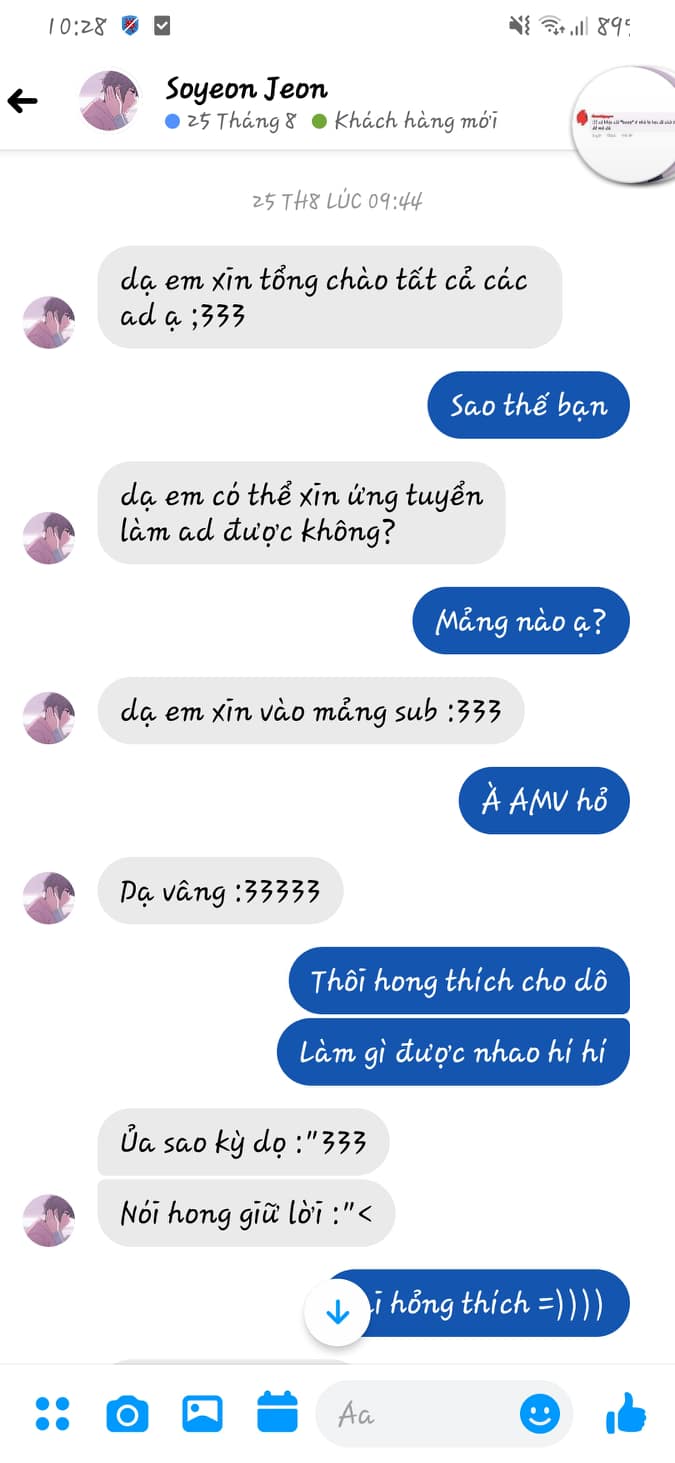 10:28
89%
Soyeon Jeon
25 Tháng 8 Khách hàng mới
25 TH8 LÚC 09:44
dạ em xin tổng chào tất cả các
ad ạ ;333
Sao thế bạn
dạ em có thể xin ứng tuyển
làm ad được không?
Mảng nào ạ?
dạ em xin vào mảng sub :333
À AMV hỏ
Dạ vâng :33333
Thôi hong thích cho dô
Làm gì được nhao hí hí
Ủa sao kỳ dọ :"333
Nói hong giữ lời :"<
hỏng thích =))))
Aa